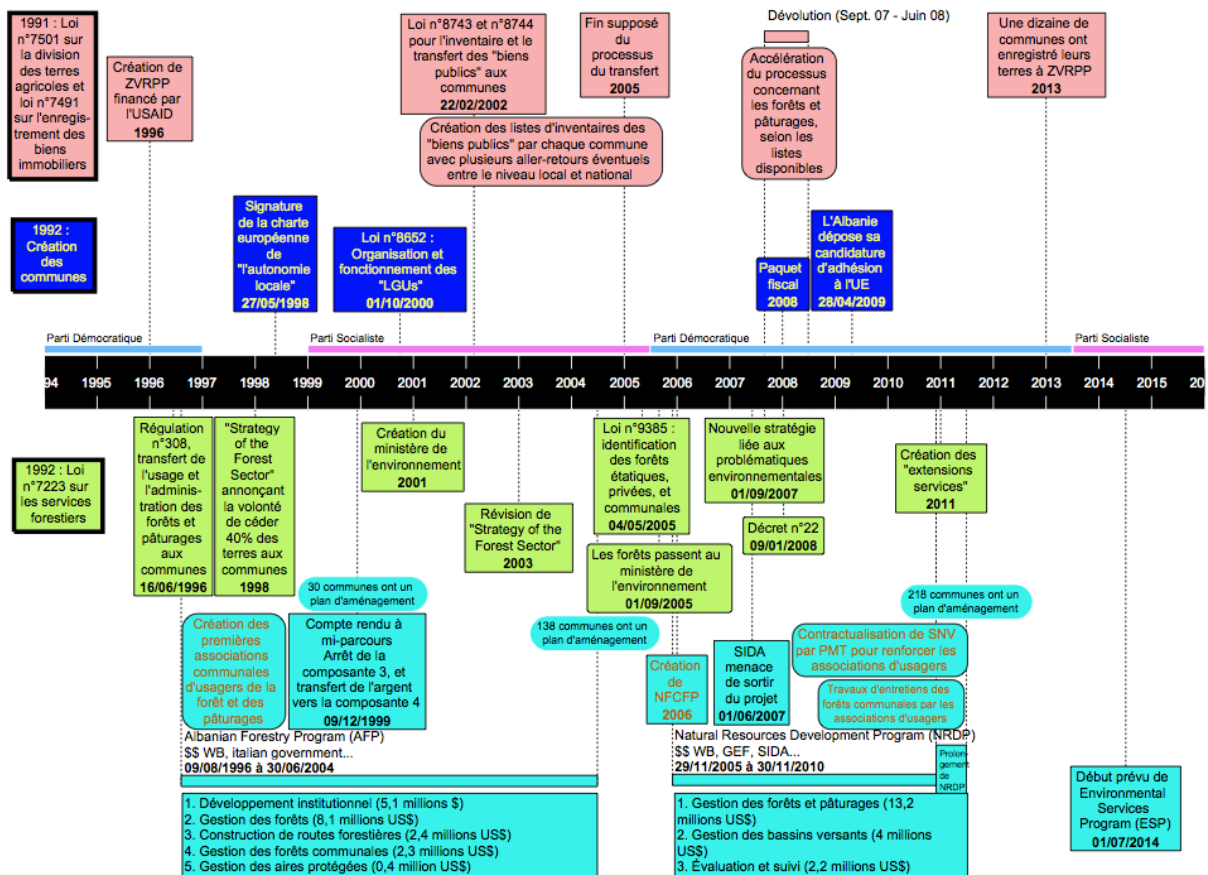 1991 : Loi
n°7501 sur
la division
des terres
agricoles et
loi n°7491
sur l'enregis-
trement des
biens
immobiliers
Création de
ZVRPP
financé par
l'USAID
1996
Loi n°8743 et n°8744
pour l'inventaire et le
transfert des "biens
publics" aux
communes
22/02/2002
Fin supposé
du
processus
du transfert
2005
Dévolution (Sept. 07 - Juin 08)
Accélération
du processus
concernant
les forêts et
pâturages,
selon les
listes
disponibles
Une dizaine de
communes ont
enregistré leurs
terres à ZVRPP
2013
Création des listes d'inventaires des
"biens publics" par chaque commune
avec plusieurs aller-retours éventuels
entre le niveau local et national
1992 :
Création
des
communes
Signature
de la charte
européenne
de
"l'autonomie
locale"
27/05/1998
Loi n°8652 :
Organisation et
fonctionnement des
"LGUs"
01/10/2000
Paquet
fiscal
2008
L'Albanie
dépose sa
candidature
d'adhésion
à l'UE
28/04/2009
Parti Démocratique
Parti Socialiste
Parti Démocratique
Parti Socialiste
94 1995 1996 1997 1998 1999 2000 2001 2002 2003 2004 2005 2006 2007 2008 2009 2010 2011 2012 2013 2014 2015 20
1992 : Loi
n°7223 sur
les services
forestiers
Régulation
n°308,
transfert de
l'usage et
l'adminis-
tration des
forêts et
pâturages
aux
communes
16/06/1996
"Strategy of
the Forest
Sector"
annonçant
la volonté
de céder
40% des
terres aux
communes
1998
Création du
ministère de
l'environnement
2001
Révision de
"Strategy of the
Forest Sector"
2003
Loi n°9385 :
identification
des forêts
étatiques,
privées, et
communales
04/05/2005
Les forêts passent au
ministère de
l'environnement
01/09/2005
Nouvelle stratégie
liée aux
problématiques
environnementales
01/09/2007
Décret n°22
09/01/2008
Création des
"extensions
services"
2011
30 communes ont un
plan d'aménagement
138 communes ont un
plan d'aménagement
218 communes ont un
plan d'aménagement
Création des
premières
associations
communales
d'usagers de la
forêt et des
pâturages
Compte rendu à
mi-parcours
Arrêt de la
composante 3, et
transfert de l'argent
vers la composante 4
09/12/1999
Création
de
NFCFP
2006
SIDA
menace
de sortir
du projet
01/06/2007
Contractualisation de SNV
par PMT pour renforcer les
associations d'usagers
Travaux d'entretiens des
forêts communales par les
associations d'usagers
Albanian Forestry Program (AFP)
$$ WB, italian government...
09/08/1996 à 30/06/2004
Natural Resources Development Program (NRDP)
$$ WB, GEF, SIDA...
29/11/2005 à 30/11/2010
Prolon-
gement
de
NRDP
Début prévu de
Environmental
Services
Program (ESP)
01/07/2014
1. Développement institutionnel (5,1 millions $)
2. Gestion des forêts (8,1 millions US$)
3. Construction de routes forestières (2,4 millions US$)
4. Gestion des forêts communales (2,3 millions US$)
5. Gestion des aires protégées (0,4 million US$)
1. Gestion des forêts et pâturages (13,2
millions US$)
2. Gestion des bassins versants (4 millions
US$)
3. Évaluation et suivi (2,2 millions US$)